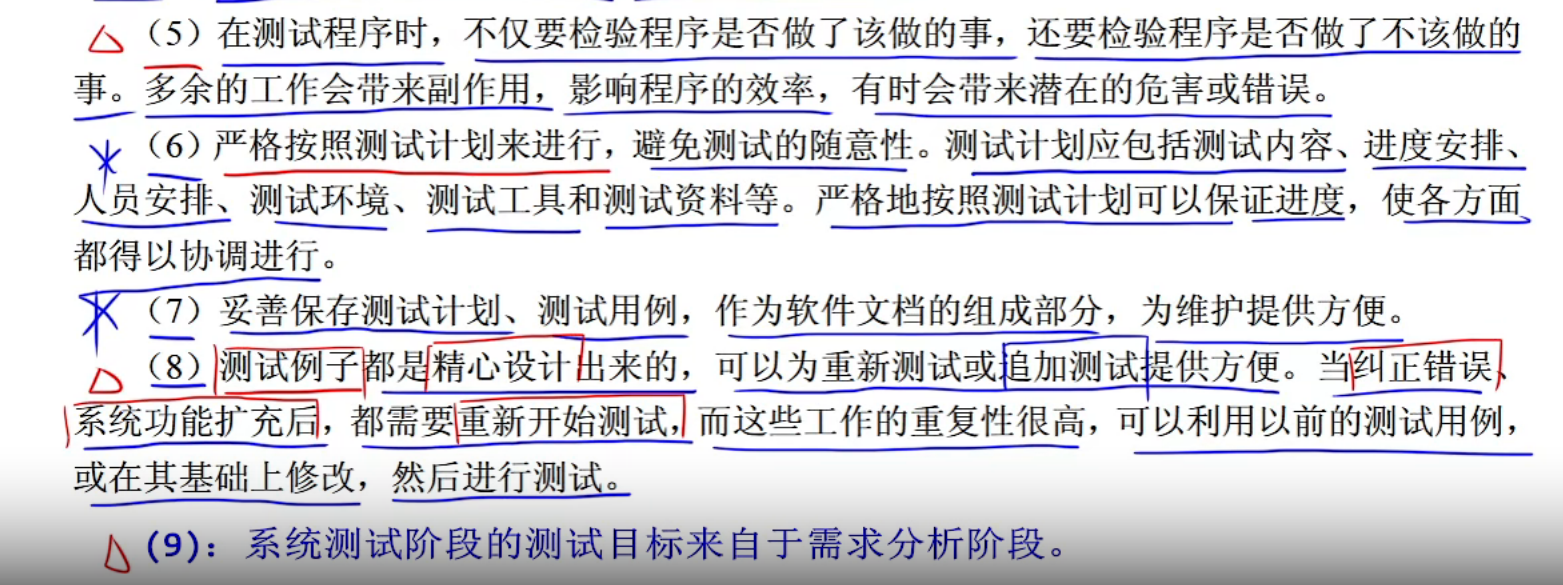 （5）在测试程序时，不仅要检验程序是否做了该做的事，还要检验程序是否做了不该做的
事。多余的工作会带来副作用，影响程序的效率，有时会带来潜在的危害或错误。
（6）严格按照测试计划来进行，避免测试的随意性。测试计划应包括测试内容、进度安排、
人员安排、测试环境、测试工具和测试资料等。严格地按照测试计划可以保证进度，使各方面
都得以协调进行。
（7）妥善保存测试计划、测试用例，作为软件文档的组成部分，为维护提供方便。
（8）测试例子都是精心设计出来的，可以为重新测试或追加测试提供方便。当纠正错误、
系统功能扩充后，都需要重新开始测试，而这些工作的重复性很高，可以利用以前的测试用例，
或在其基础上修改，然后进行测试。
(9)：系统测试阶段的测试目标来自于需求分析阶段。